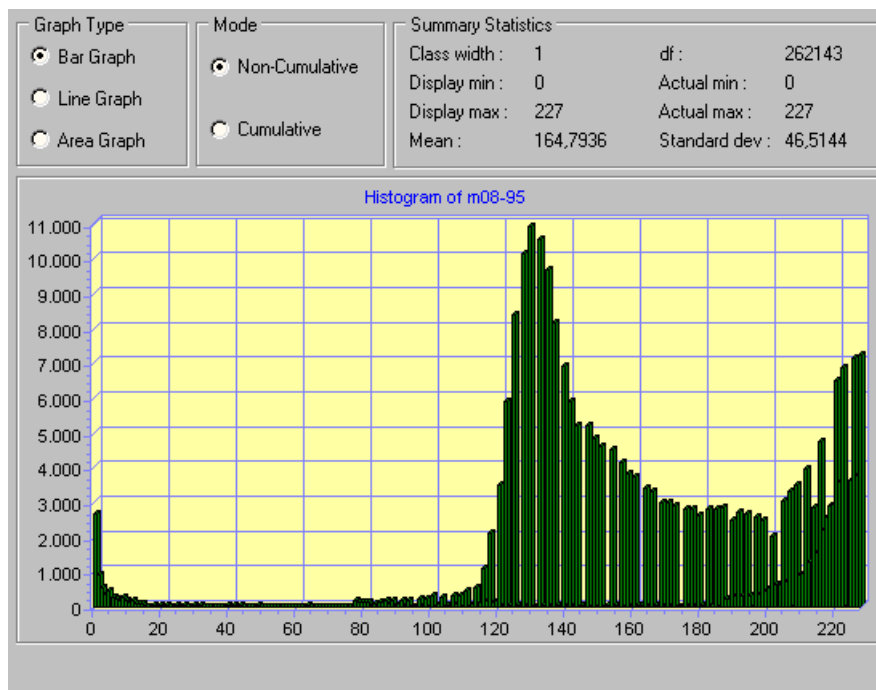 Graph Type
Bar Graph
Line Graph
Area Graph
Mode
Non-Cumulative
Cumulative
Summary Statistics
Class width : 1 df : 262143
Display min : 0 Actual min : 0
Display max : 227 Actual max : 227
Mean : 164,7936 Standard dev : 46,5144
Histogram of m08-95
11.000
10.000
9.000
8.000
7.000
6.000
5.000
4.000
3.000
2.000
1.000
0
0 20 40 60 80 100 120 140 160 180 200 220